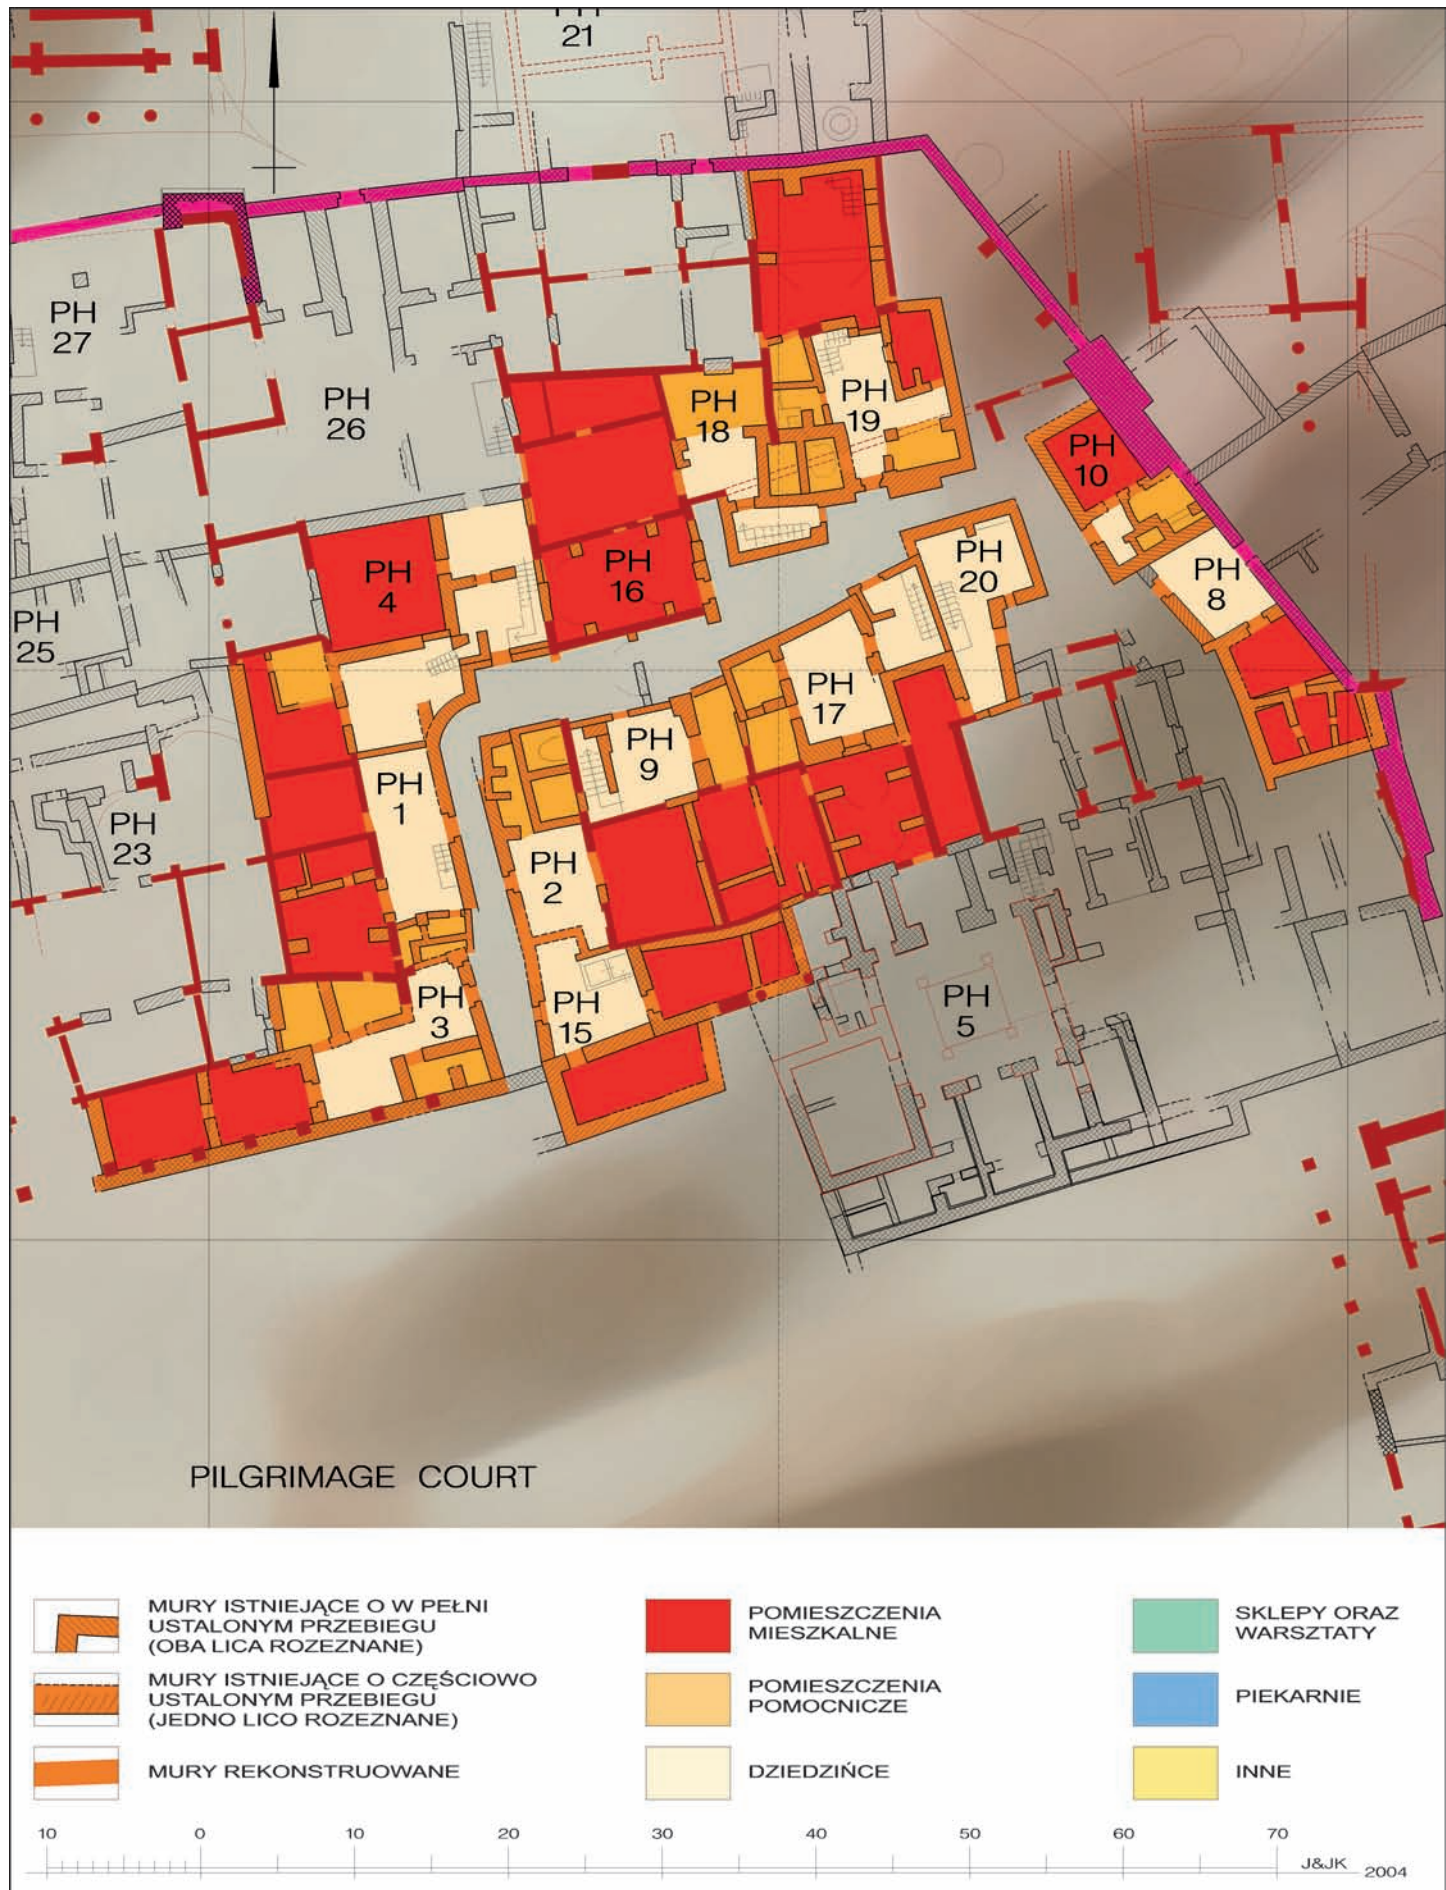 PH
21
PH
27
PH
26
PH
18
PH
19
PH
10
PH
4
PH
16
PH
20
PH
8
PH
25
PH
17
PH
9
PH
1
PH
23
PH
2
PH
3
PH
15
PH
5
PILGRIMAGE COURT
MURY ISTNIEJĄCE O W PEŁNI
USTALONYM PRZEBIEGU
(OBA LICA ROZEZNANE)
MURY ISTNIEJĄCE O CZĘŚCIOWO
USTALONYM PRZEBIEGU
(JEDNO LICO ROZEZNANE)
MURY REKONSTRUOWANE
POMIESZCZENIA
MIESZKALNE
POMIESZCZENIA
POMOCNICZE
DZIEDZIŃCE
SKLEPY ORAZ
WARSZTATY
PIEKARNIE
INNE
10 0 10 20 30 40 50 60 70
J&JK 2004